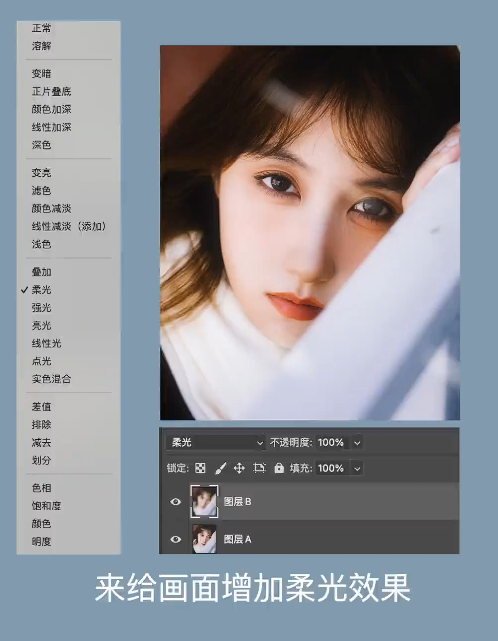 正常
溶解
变暗
正片叠底
颜色加深
线性加深
深色
变亮
滤色
颜色减淡
线性减淡（添加）
浅色
叠加
柔光
强光
亮光
线性光
点光
实色混合
差值
排除
减去
划分
色相
饱和度
颜色
明度
柔光 不透明度: 100%
锁定: 填充: 100%
图层 B
图层 A
来给画面增加柔光效果